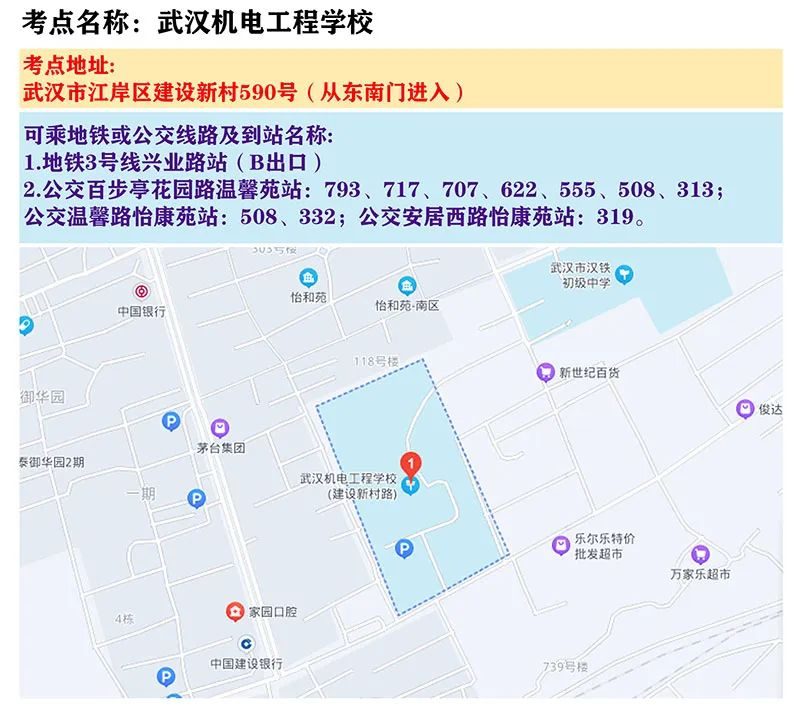 考点名称：武汉机电工程学校
考点地址:
武汉市江岸区建设新村590号（从东南门进入）
可乘地铁或公交线路及到站名称:
1.地铁3号线兴业路站（B出口）
2.公交百步亭花园路温馨苑站：793、717、707、622、555、508、313；
公交温馨路怡康苑站：508、332；公交安居西路怡康苑站：319。
303号楼
武汉市汉铁
初级中学
怡和苑
怡和苑-南区
中国银行
118号楼
新世纪百货
御华园
俊达
P
茅台集团
泰御华园2期
1
武汉机电工程学校
(建设新村路)
一期
P
P
乐尔乐特价
批发超市
万家乐超市
4栋
家园口腔
中国建设银行
739号楼
P